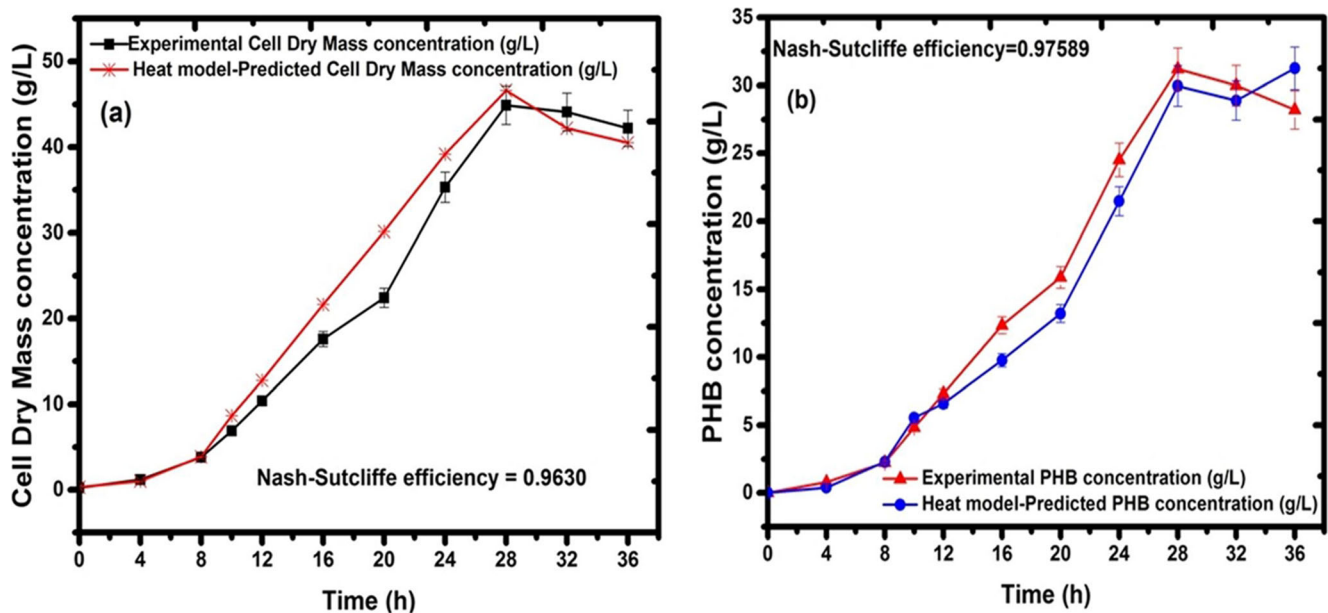 Experimental Cell Dry Mass concentration (g/L)
Heat model-Predicted Cell Dry Mass concentration (g/L)
(a)
Cell Dry Mass concentration (g/L)
50
40
30
20
10
0
Nash-Sutcliffe efficiency = 0.9630
0 4 8 12 16 20 24 28 32 36
Time (h)
Nash-Sutcliffe efficiency=0.97589
(b)
PHB concentration (g/L)
35
30
25
20
15
10
5
0
Experimental PHB concentration (g/L)
Heat model-Predicted PHB concentration (g/L)
0 4 8 12 16 20 24 28 32 36
Time (h)